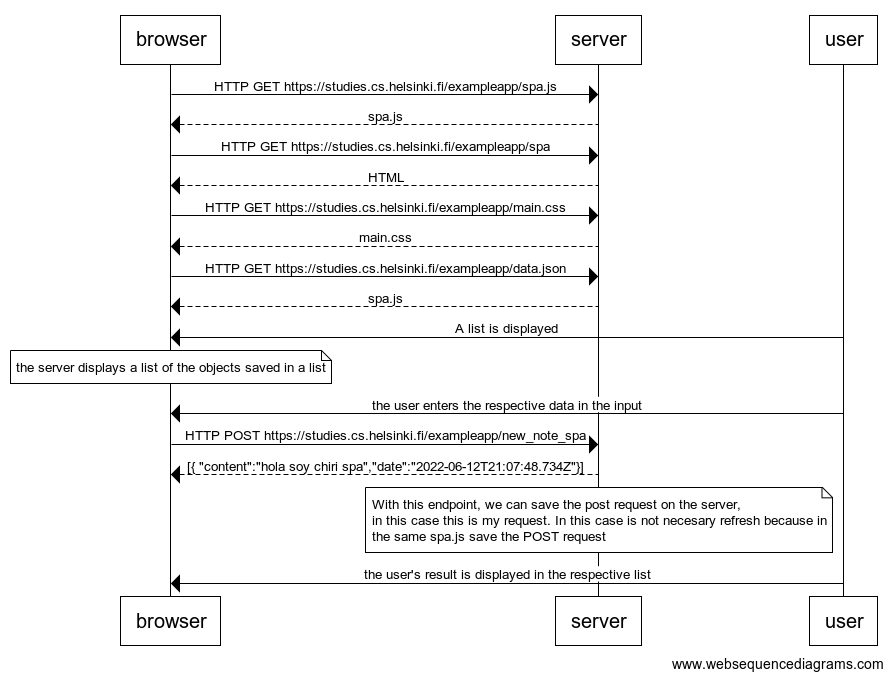 browser
server
user
HTTP GET https://studies.cs.helsinki.fi/exampleapp/spa.js
spa.js
HTTP GET https://studies.cs.helsinki.fi/exampleapp/spa
HTML
HTTP GET https://studies.cs.helsinki.fi/exampleapp/main.css
main.css
HTTP GET https://studies.cs.helsinki.fi/exampleapp/data.json
spa.js
A list is displayed
the server displays a list of the objects saved in a list
the user enters the respective data in the input
HTTP POST https://studies.cs.helsinki.fi/exampleapp/new_note_spa
[{ "content":"hola soy chiri spa","date":"2022-06-12T21:07:48.734Z"}]
With this endpoint, we can save the post request on the server,
in this case this is my request. In this case is not necesary refresh because in
the same spa.js save the POST request
the user's result is displayed in the respective list
browser
server
user
www.websequencediagrams.com